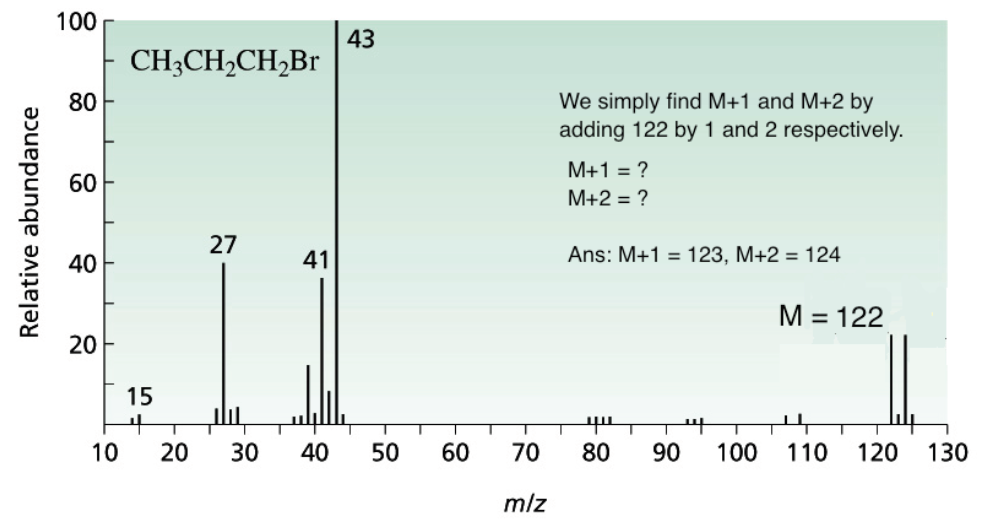 100
CH₃CH₂CH₂Br
43
80
We simply find M+1 and M+2 by
adding 122 by 1 and 2 respectively.
M+1 = ?
M+2 = ?
60
Relative abundance
27
41
40
Ans: M+1 = 123, M+2 = 124
M = 122
20
15
10 20 30 40 50 60 70 80 90 100 110 120 130
m/z